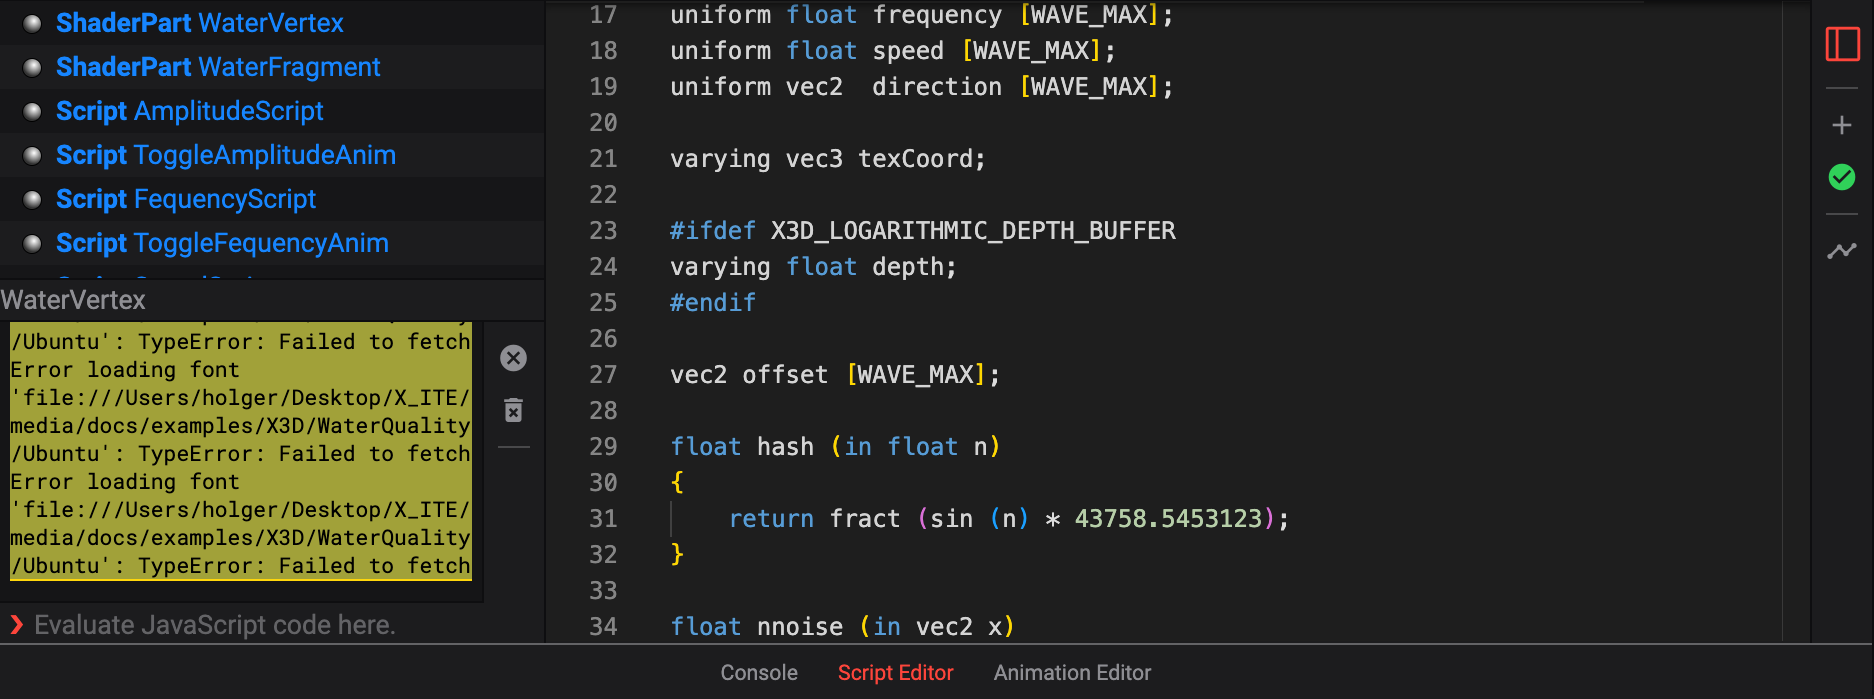 ShaderPart WaterVertex
ShaderPart WaterFragment
Script AmplitudeScript
Script ToggleAmplitudeAnim
Script FequencyScript
Script ToggleFequencyAnim
WaterVertex
/Ubuntu': TypeError: Failed to fetch
Error loading font
'file:///Users/holger/Desktop/X_ITE/
media/docs/examples/X3D/WaterQuality
/Ubuntu': TypeError: Failed to fetch
Error loading font
'file:///Users/holger/Desktop/X_ITE/
media/docs/examples/X3D/WaterQuality
/Ubuntu': TypeError: Failed to fetch
Evaluate JavaScript code here.
17 uniform float frequency [WAVE_MAX];
18 uniform float speed [WAVE_MAX];
19 uniform vec2  direction [WAVE_MAX];
20
21 varying vec3 texCoord;
22
23 #ifdef X3D_LOGARITHMIC_DEPTH_BUFFER
24 varying float depth;
25 #endif
26
27 vec2 offset [WAVE_MAX];
28
29 float hash (in float n)
30 {
31     return fract (sin (n) * 43758.5453123);
32 }
33
34 float nnoise (in vec2 x)
Console
Script Editor
Animation Editor